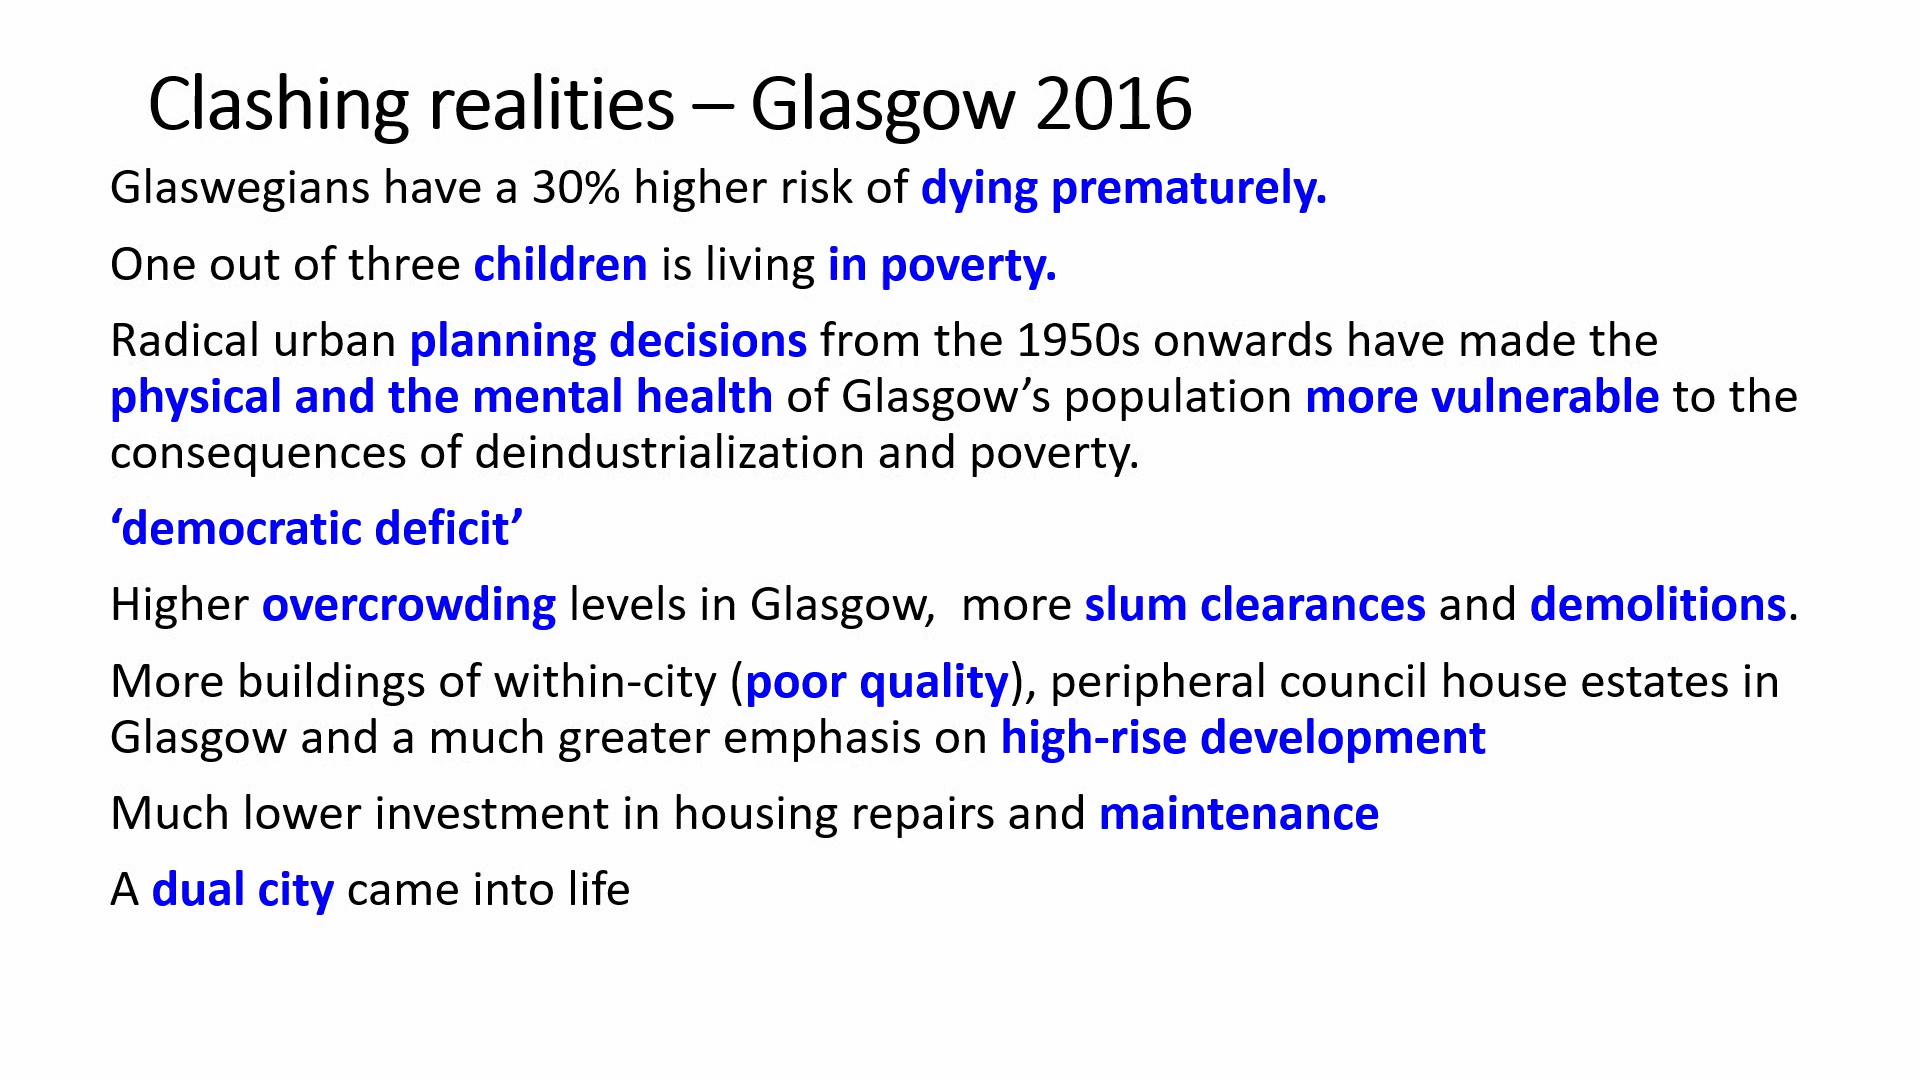 Clashing realities – Glasgow 2016
Glaswegians have a 30% higher risk of dying prematurely.
One out of three children is living in poverty.
Radical urban planning decisions from the 1950s onwards have made the
physical and the mental health of Glasgow’s population more vulnerable to the
consequences of deindustrialization and poverty.
‘democratic deficit’
Higher overcrowding levels in Glasgow,  more slum clearances and demolitions.
More buildings of within-city (poor quality), peripheral council house estates in
Glasgow and a much greater emphasis on high-rise development
Much lower investment in housing repairs and maintenance
A dual city came into life